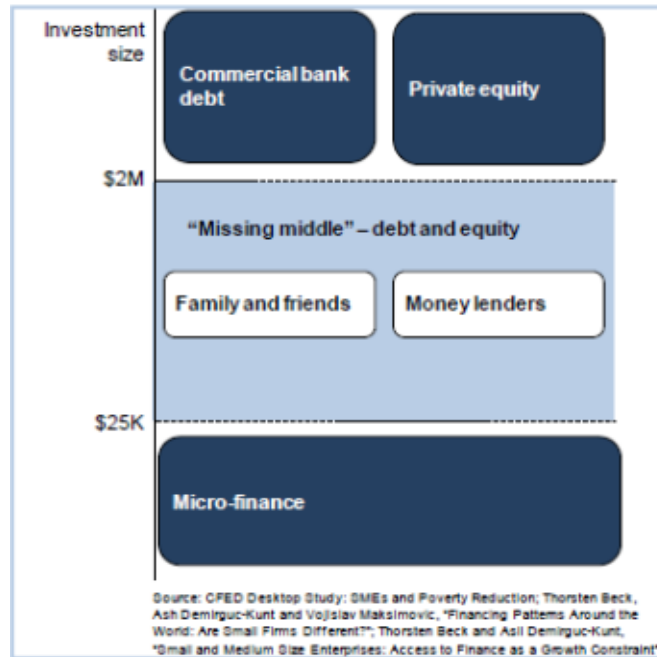 Investment
size
Commercial bank
debt
Private equity
$2M
“Missing middle” – debt and equity
Family and friends
Money lenders
$25K
Micro-finance
Source: CFED Desktop Study: SMEs and Poverty Reduction; Thorsten Beck,
Ash Demirguc-Kunt and Vojislav Maksimovic, "Financing Patterns Around the
World: Are Small Firms Different?"; Thorsten Beck and Asli Demirguc-Kunt,
"Small and Medium Size Enterprises: Access to Finance as a Growth Constraint"